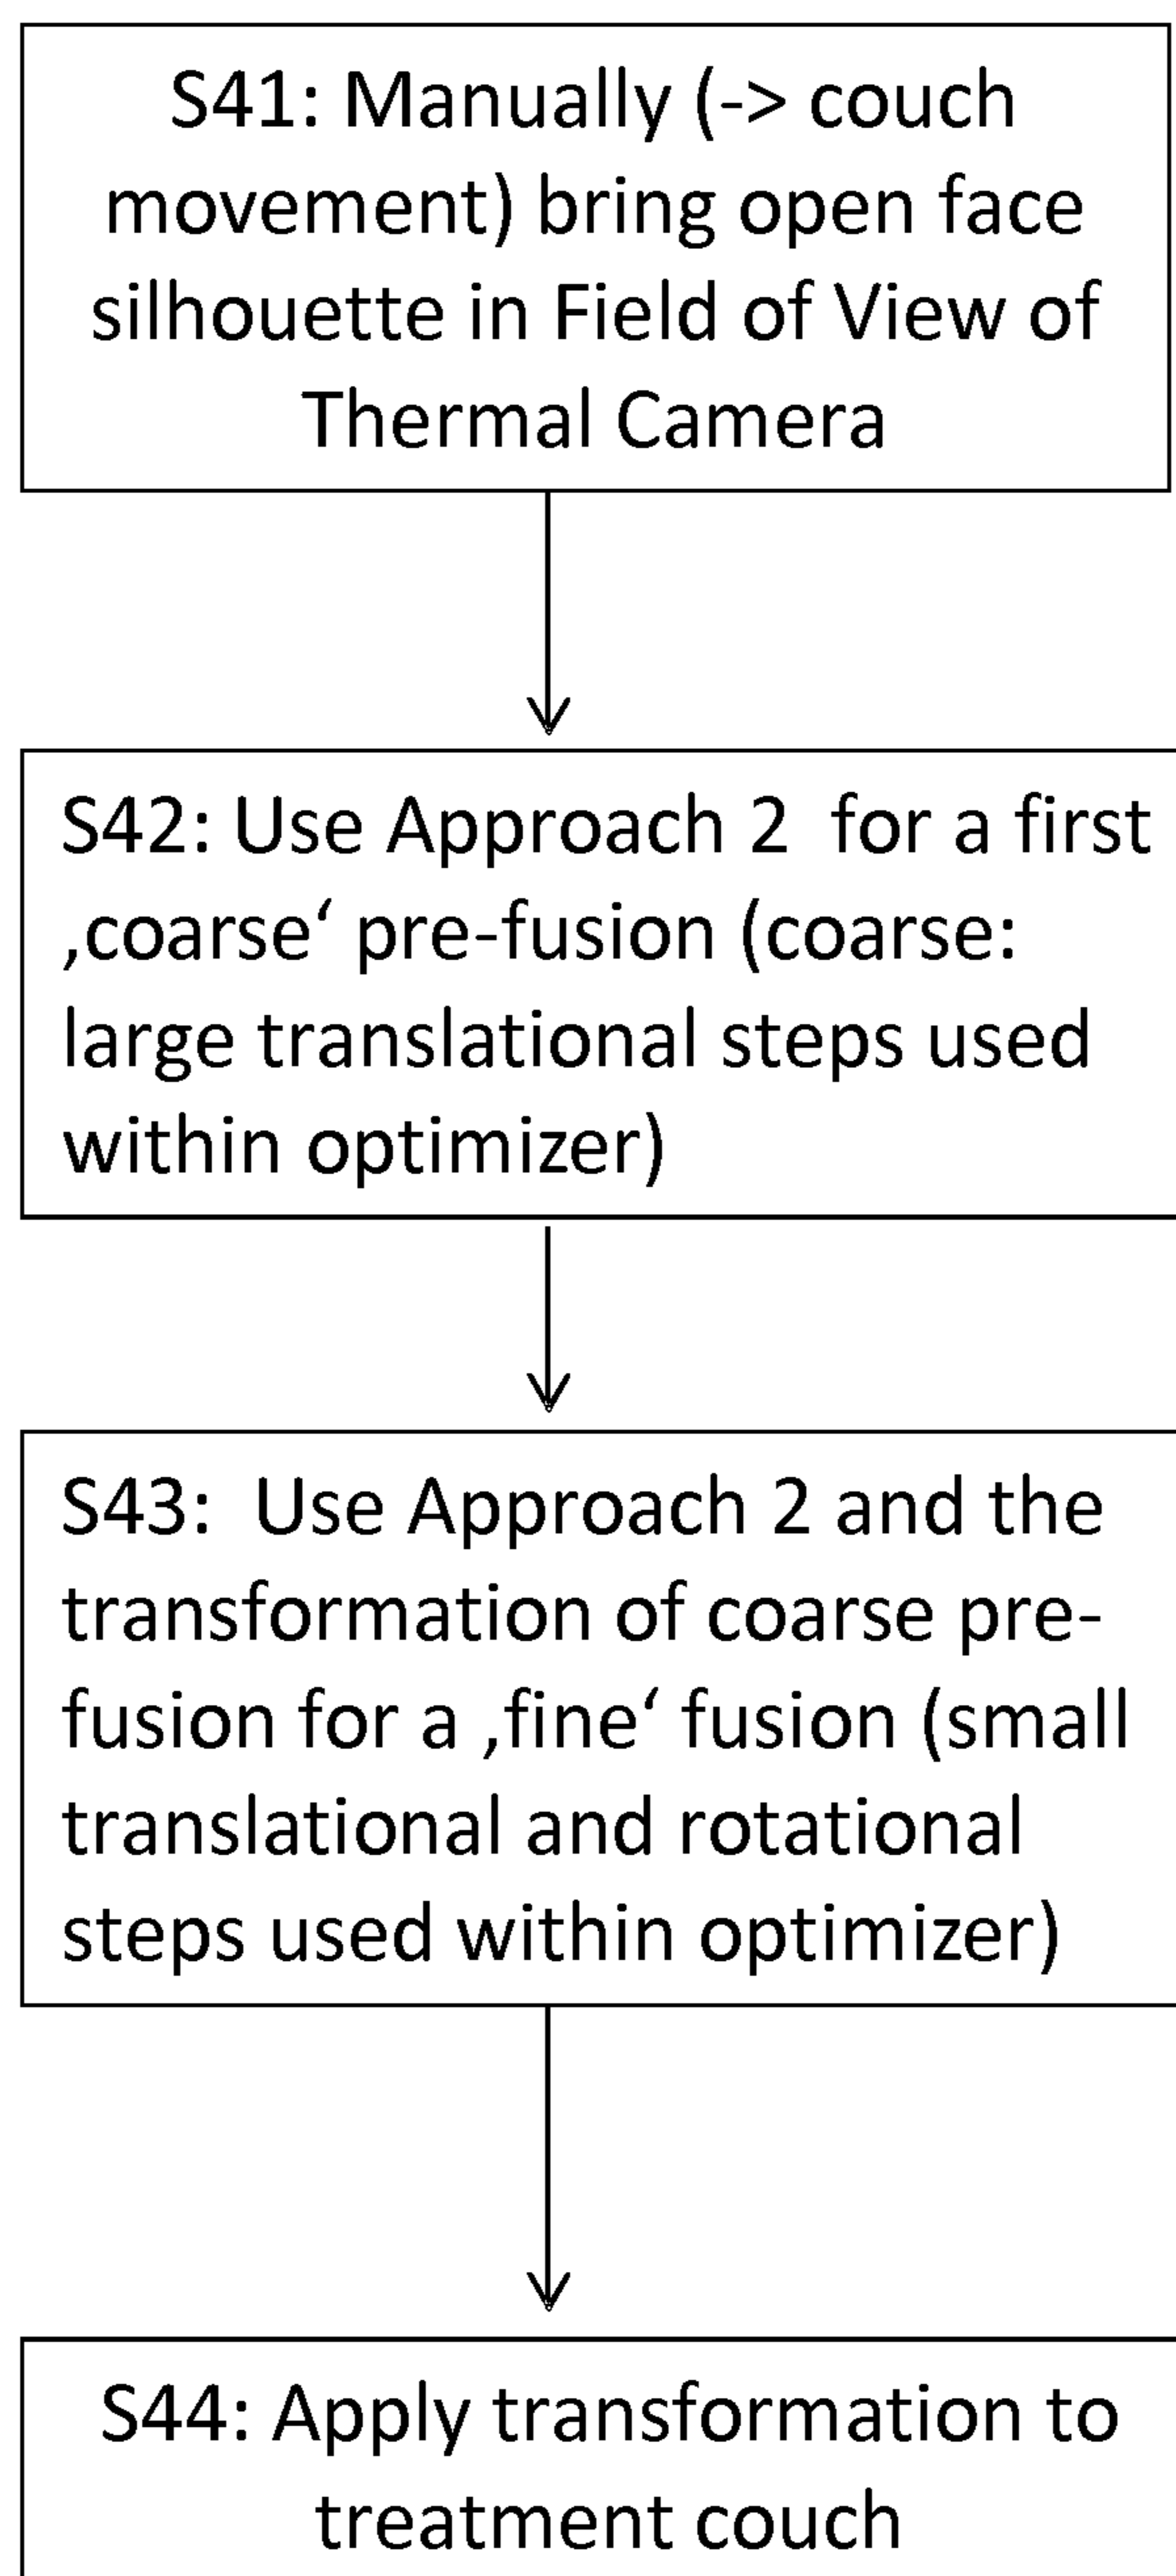 S41: Manually (-> couch
movement) bring open face
silhouette in Field of View of
Thermal Camera
S42: Use Approach 2  for a first
‚coarse‘ pre-fusion (coarse:
large translational steps used
within optimizer)
S43:  Use Approach 2 and the
transformation of coarse pre-
fusion for a ‚fine‘ fusion (small
translational and rotational
steps used within optimizer)
S44: Apply transformation to
treatment couch